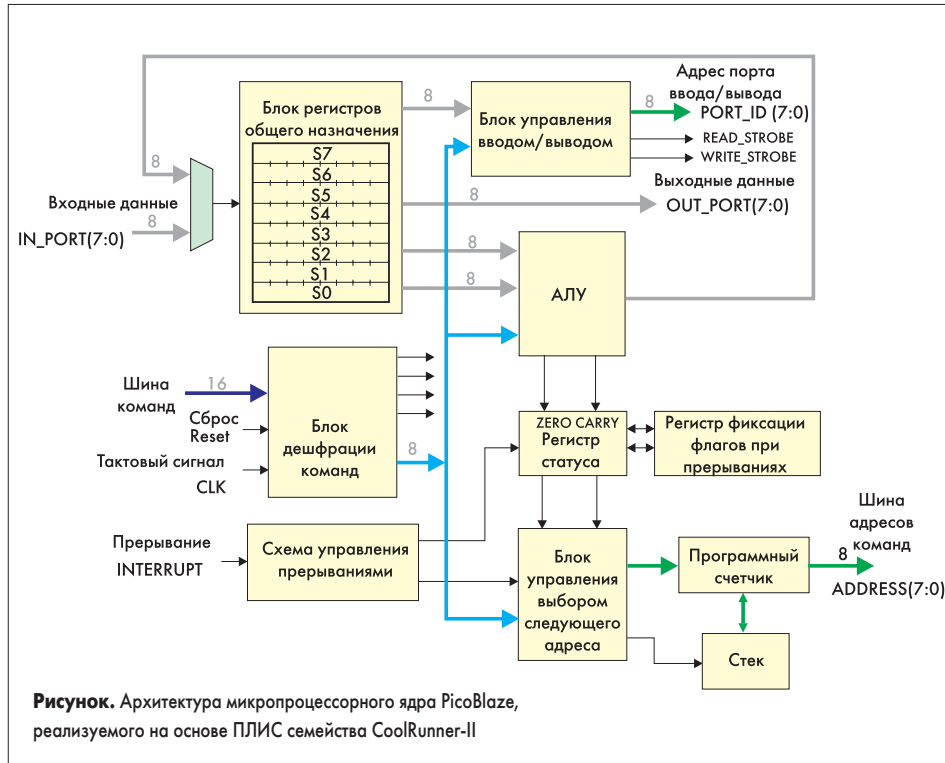 Адрес порта
ввода/вывода
8
PORT_ID (7:0)
READ_STROBE
WRITE_STROBE
Блок регистров
общего назначения
8
Блок управления
вводом/выводом
S7
S6
S5
S4
S3
S2
S1
S0
8
Входные данные
8
IN_PORT(7:0)
Выходные данные
8
OUT_PORT(7:0)
8
8
АЛУ
Шина
команд
16
Сброс
Reset
Тактовый сигнал
CLK
Блок
дешфрации
команд
8
ZERO CARRY
Регистр
статуса
Регистр фиксации
флагов при
прерываниях
Прерывание
INTERRUPT
Схема управления
прерываниями
Блок
управления
выбором
следующего
адреса
Программный
счетчик
Шина
адресов
команд
8
ADDRESS(7:0)
Стек
Рисунок. Архитектура микропроцессорного ядра PicoBlaze,
реализуемого на основе ПЛИС семейства CoolRunner-II